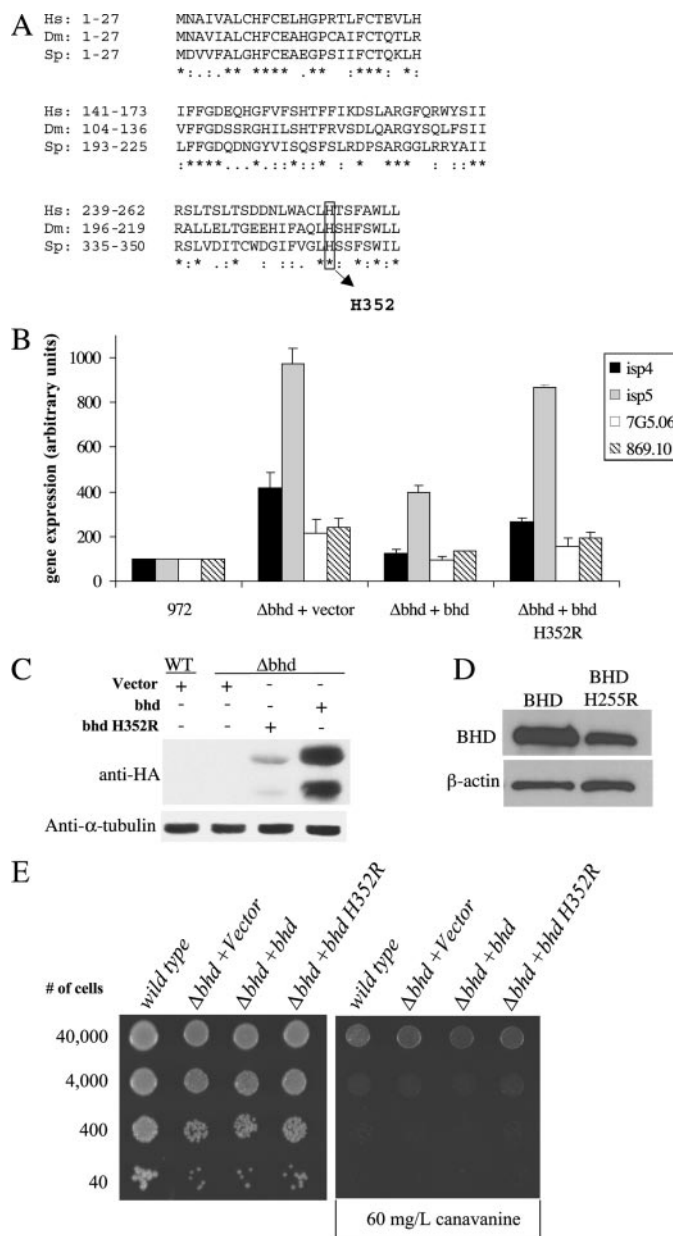 A
Hs: 1-27 MNAIVALCHFCELHGPRTLFCTEVLH
Dm: 1-27 MNAVIALCHFCEAHGPCAIFCTQTLR
Sp: 1-27 MDVVFALGHFCEAEGPSIIFCTQKLH
*:.:.** **** .** :***: *:
Hs: 141-173 IFFGDEQHGFVFSHTFFIKDSLARGFQRWYSII
Dm: 104-136 VFFGDSSRGHILSHTFRVSDLQARGYSQLFSII
Sp: 193-225 LFFGDQDNGYVISQSFSLRDPSARGGLRRYAII
:****..*.::*::* : * *** : ::**
Hs: 239-262 RSLTSLTSDDNLWACLHTSFAWLL
Dm: 196-219 RALLELTGEEHIFAQLHSHFSWLL
Sp: 335-350 RSLVDITCWDGIFVGLHSSFSWIL
*:* .:* : ::. **: *:*:*
H352
B
gene expression (arbitrary units)
1000
800
600
400
200
0
isp4
isp5
7G5.06
869.10
972 Δbhd + vector Δbhd + bhd Δbhd + bhd
H352R
C
WT Δbhd
Vector + + - -
bhd - - - +
bhd H352R - - + -
anti-HA
Anti-α-tubulin
D
BHD
BHD H255R
BHD
β-actin
E
# of cells
wild type Δbhd +Vector Δbhd +bhd Δbhd +bhd H352R wild type Δbhd +Vector Δbhd +bhd Δbhd +bhd H352R
40,000
4,000
400
40
60 mg/L canavanine